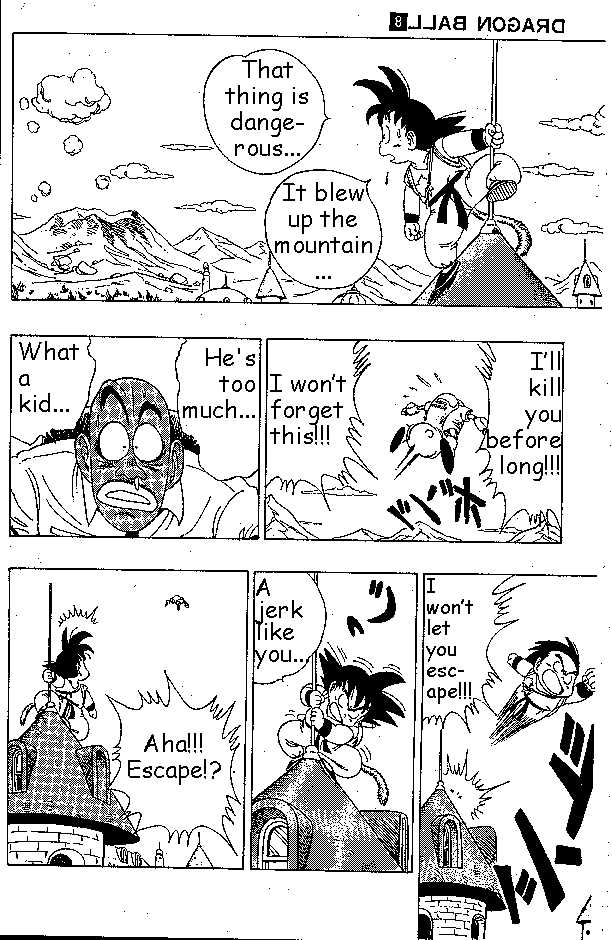 DRAGON BALL 8
That
thing is
dange-
rous...
It blew
up the
mountain
...
What
a
kid...
He's
too
much...
I won't
forget
this!!!
I'll
kill
you
before
long!!!
Aha!!!
Escape!?
A
jerk
like
you...
I
won't
let
you
esc-
ape!!!